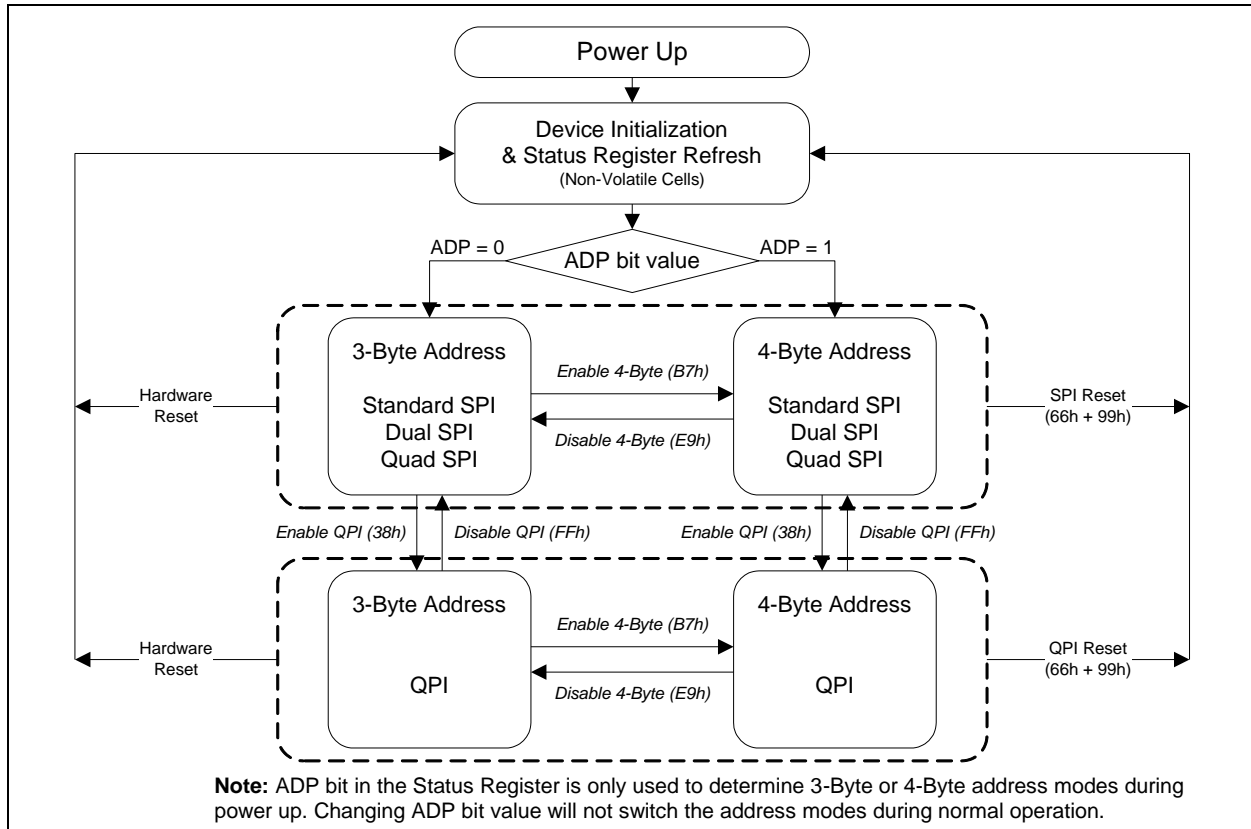 Power Up
Device Initialization
& Status Register Refresh
(Non-Volatile Cells)
ADP = 0
ADP = 1
ADP bit value
3-Byte Address
Standard SPI
Dual SPI
Quad SPI
Enable 4-Byte (B7h)
Disable 4-Byte (E9h)
4-Byte Address
Standard SPI
Dual SPI
Quad SPI
Hardware
Reset
SPI Reset
(66h + 99h)
Enable QPI (38h)
Disable QPI (FFh)
Enable QPI (38h)
Disable QPI (FFh)
3-Byte Address
QPI
Enable 4-Byte (B7h)
Disable 4-Byte (E9h)
4-Byte Address
QPI
Hardware
Reset
QPI Reset
(66h + 99h)
Note: ADP bit in the Status Register is only used to determine 3-Byte or 4-Byte address modes during
power up. Changing ADP bit value will not switch the address modes during normal operation.